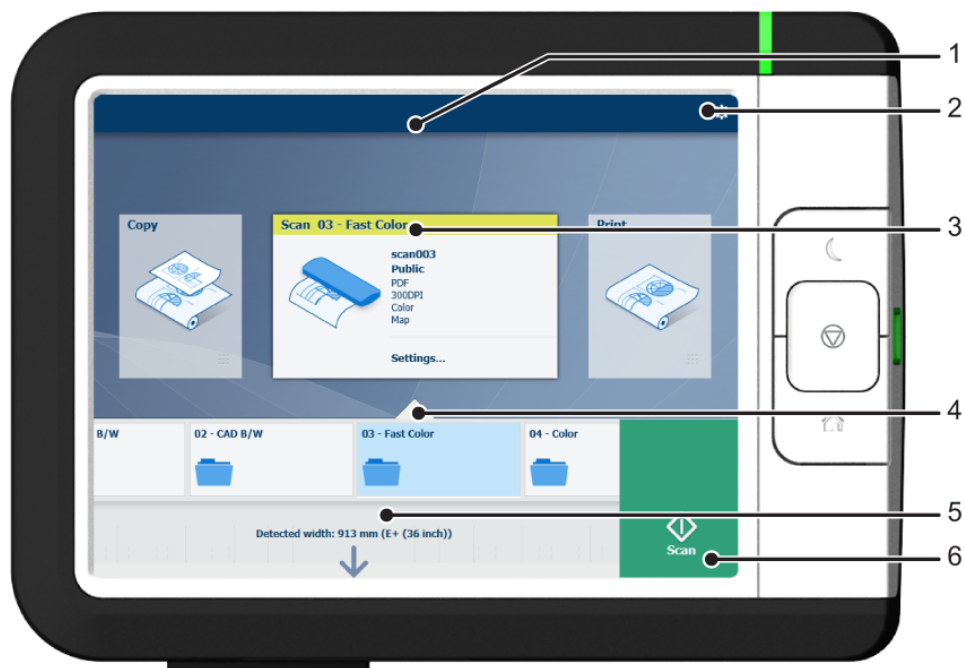 1
2
Copy
Scan 03 - Fast Color
Print
3
scan003
Public
PDF
300DPI
Color
Map
Settings...
4
B/W
02 - CAD B/W
03 - Fast Color
04 - Color
5
Detected width: 913 mm (E+ (36 inch))
Scan
6